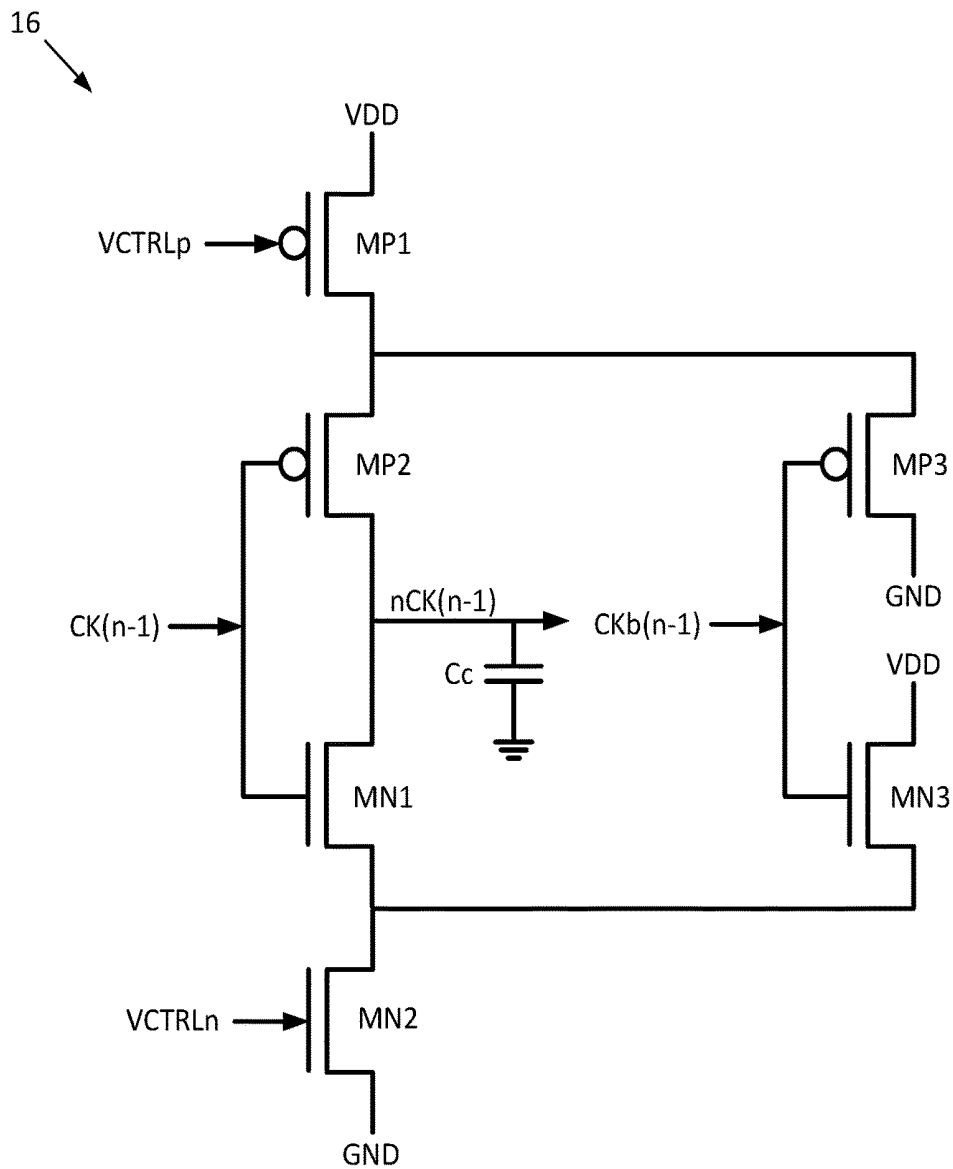 16
VDD
VCTRLp
MP1
MP2
MP3
nCK(n-1)
GND
CK(n-1)
CKb(n-1)
Cc
VDD
MN1
MN3
VCTRLn
MN2
GND